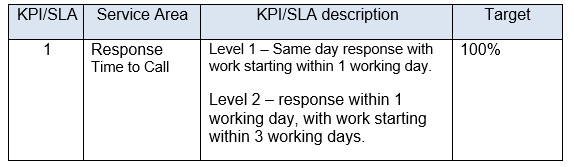 KPI/SLA Service Area KPI/SLA description Target
1 Response Level 1 – Same day response with 100%
Time to Call work starting within 1 working day.
Level 2 – response within 1
working day, with work starting
within 3 working days.